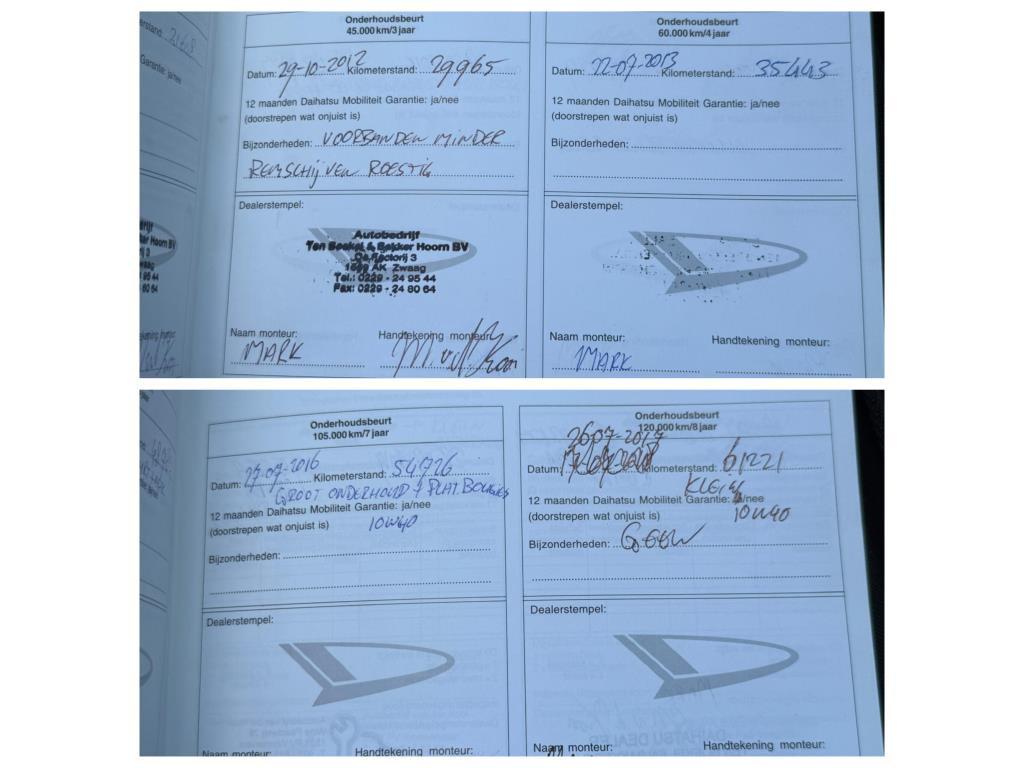 Onderhoudsbeurt
45.000 km/3 jaar
Datum: 29-10-2012 Kilometerstand: 29965
12 maanden Daihatsu Mobiliteit Garantie: ja/nee
(doorstrepen wat onjuist is)
Bijzonderheden: VOORBANDEN MINDER
REMSCHIJVEN ROESTIG
Dealerstempel:
Autobedrijf
Ten Boekel & Bakker Hoorn BV
De Factorij 3
AK Zwaag
Tel.: 0229 - 24 95 44
Fax: 0229 - 24 80 64
Naam monteur: Handtekening monteur:
MARK
Onderhoudsbeurt
60.000 km/4 jaar
Datum: 22-07-2013 Kilometerstand: 35443
12 maanden Daihatsu Mobiliteit Garantie: ja/nee
(doorstrepen wat onjuist is)
Bijzonderheden:
Dealerstempel:
Naam monteur: Handtekening monteur:
MARK
Onderhoudsbeurt
105.000 km/7 jaar
Datum: 27-07-2016 Kilometerstand: 54726
GROOT ONDERHOUD +
12 maanden Daihatsu Mobiliteit Garantie: ja/nee
(doorstrepen wat onjuist is) 10W40
Bijzonderheden:
Dealerstempel:
Naam monteur: Handtekening monteur:
Onderhoudsbeurt
120.000 km/8 jaar
26-07-2017
Datum: Kilometerstand: 61221
KLEIN
12 maanden Daihatsu Mobiliteit Garantie: ja/nee
(doorstrepen wat onjuist is) 10W40
Bijzonderheden: GEEN
Dealerstempel:
Naam monteur: Handtekening monteur: